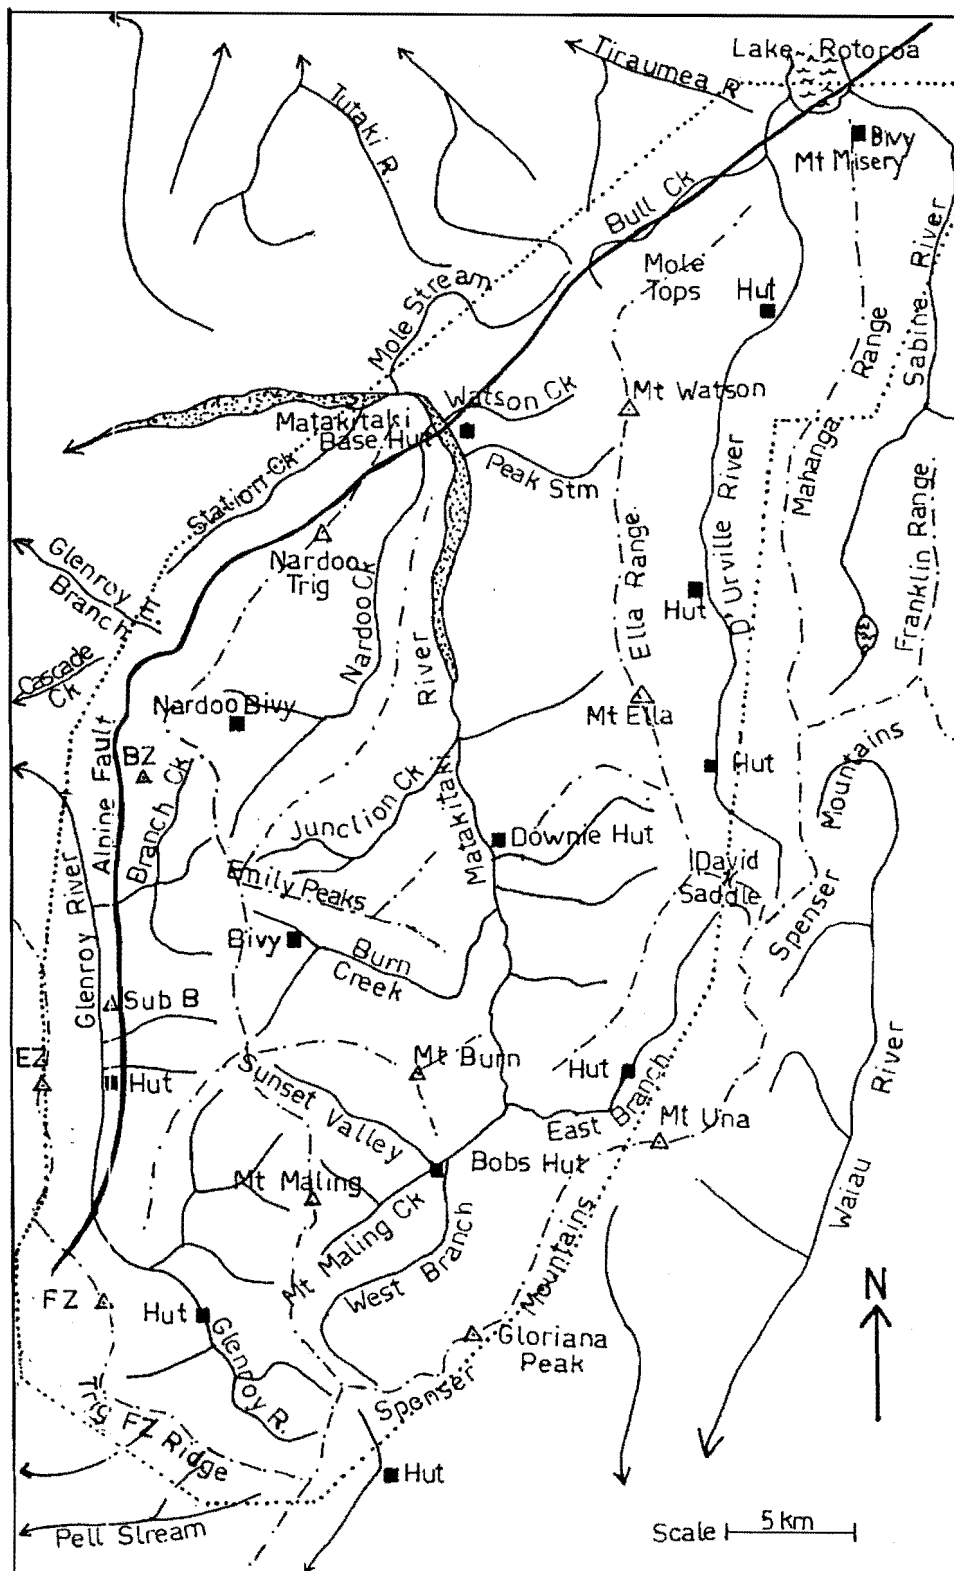 Lake Rotoroa
Tiraumea R
Tutaki R.
Bivy
Mt Misery
Bull Ck
Mole
Tops
Hut
Mole Stream
Sabine River
Mahanga Range
Mt Watson
Watson Ck
Matakitaki
Base Hut
Peak Stm
Station Ck
Nardoo
Trig
Nardoo Ck
Glenroy
Branch E.
Cascade
Ck
Ella Range
Hut
D'Urville River
Franklin Range
Matakitaki River
Mt Ella
Nardoo Bivy
BZ
Alpine Fault
Branch Ck
Junction Ck
Hut
Spenser Mountains
Downie Hut
David
Saddle
Emily Peaks
Bivy
Burn
Creek
Glenroy River
Sub B
EZ
Hut
Mt Burn
Sunset Valley
Hut
East Branch
Mt Una
Bobs Hut
Mt Maling
Mt Maling Ck
West Branch
Waiau River
FZ
Hut
Glenroy R.
Gloriana
Peak
Spenser Mountains
N
Trig FZ Ridge
Hut
Pell Stream
Scale 5 km